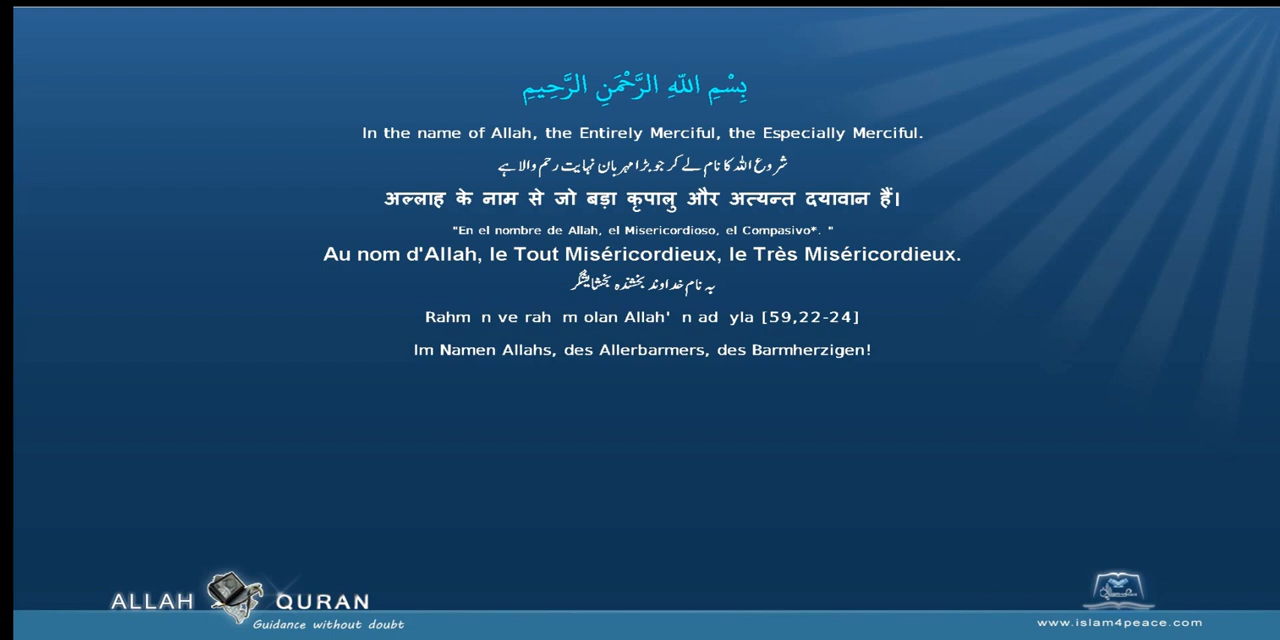 بِسْمِ اللّهِ الرَّحْمَنِ الرَّحِيمِ
In the name of Allah, the Entirely Merciful, the Especially Merciful.
شروع الله کا نام لے کر جو بڑا مہربان نہایت رحم والا ہے
अल्लाह के नाम से जो बड़ा कृपालु और अत्यन्त दयावान हैं।
"En el nombre de Allah, el Misericordioso, el Compasivo*. "
Au nom d'Allah, le Tout Miséricordieux, le Très Miséricordieux.
به نام خداوند بخشنده بخشایشگر
Rahm n ve rah m olan Allah' n ad yla [59,22-24]
Im Namen Allahs, des Allerbarmers, des Barmherzigen!
ALLAH QURAN
Guidance without doubt
www.islam4peace.com